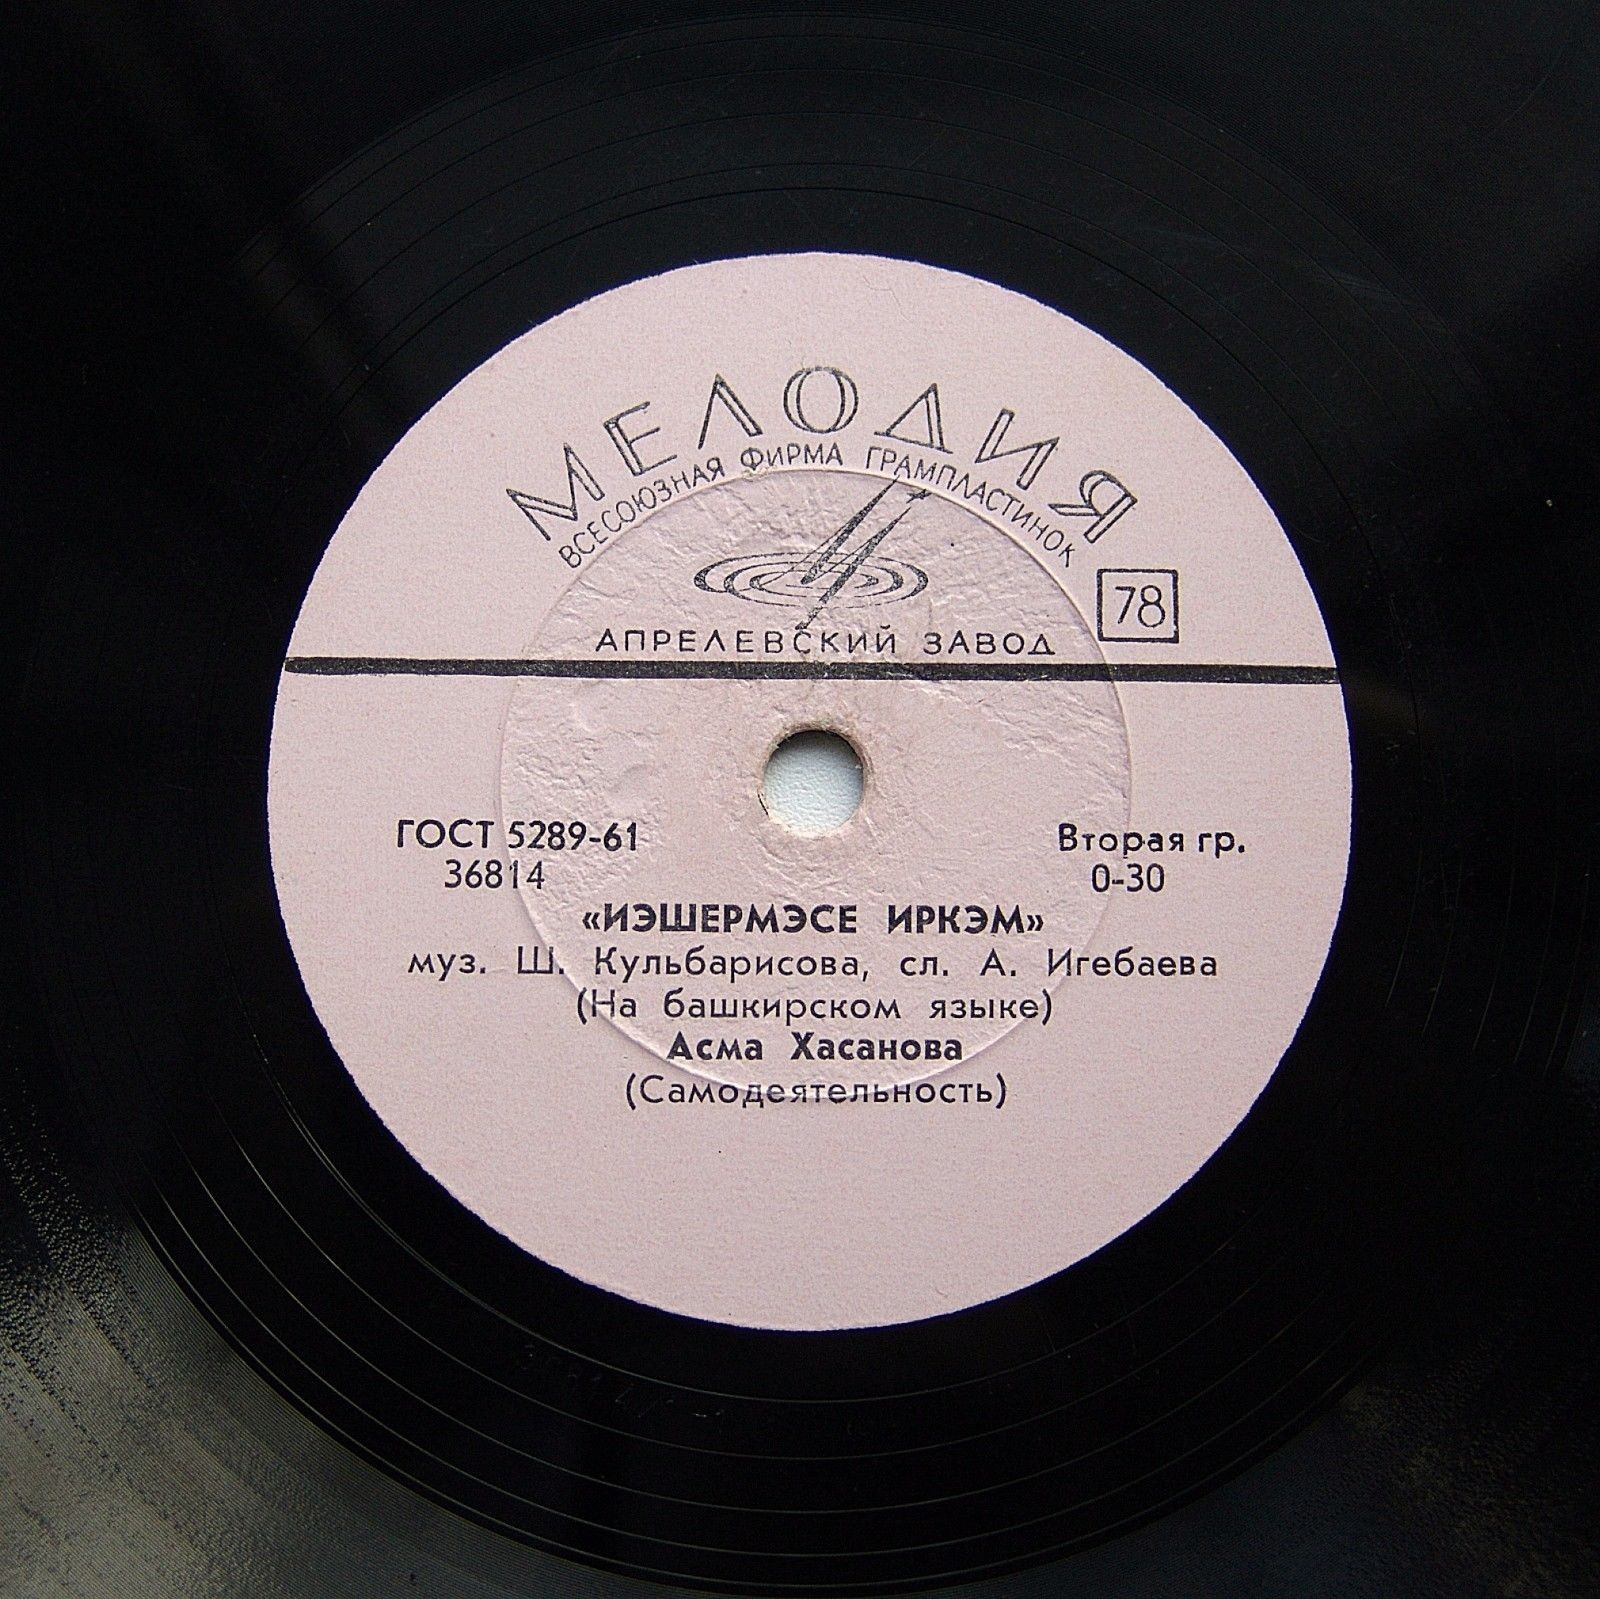 МЕЛОДИЯ
ВСЕСОЮЗНАЯ ФИРМА ГРАМПЛАСТИНОК
78
АПРЕЛЕВСКИЙ ЗАВОД
ГОСТ 5289-61 Вторая гр.
36814 0-30
«ИЭШЕРМЭСЕ ИРКЭМ»
муз. Ш. Кульбарисова, сл. А. Игебаева
(На башкирском языке)
Асма Хасанова
(Самодеятельность)